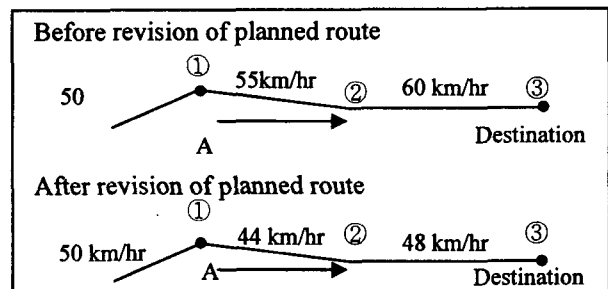 Before revision of planned route
① 55km/hr ② 60 km/hr ③
50
A
Destination
After revision of planned route
①
50 km/hr 44 km/hr ② 48 km/hr ③
A
Destination